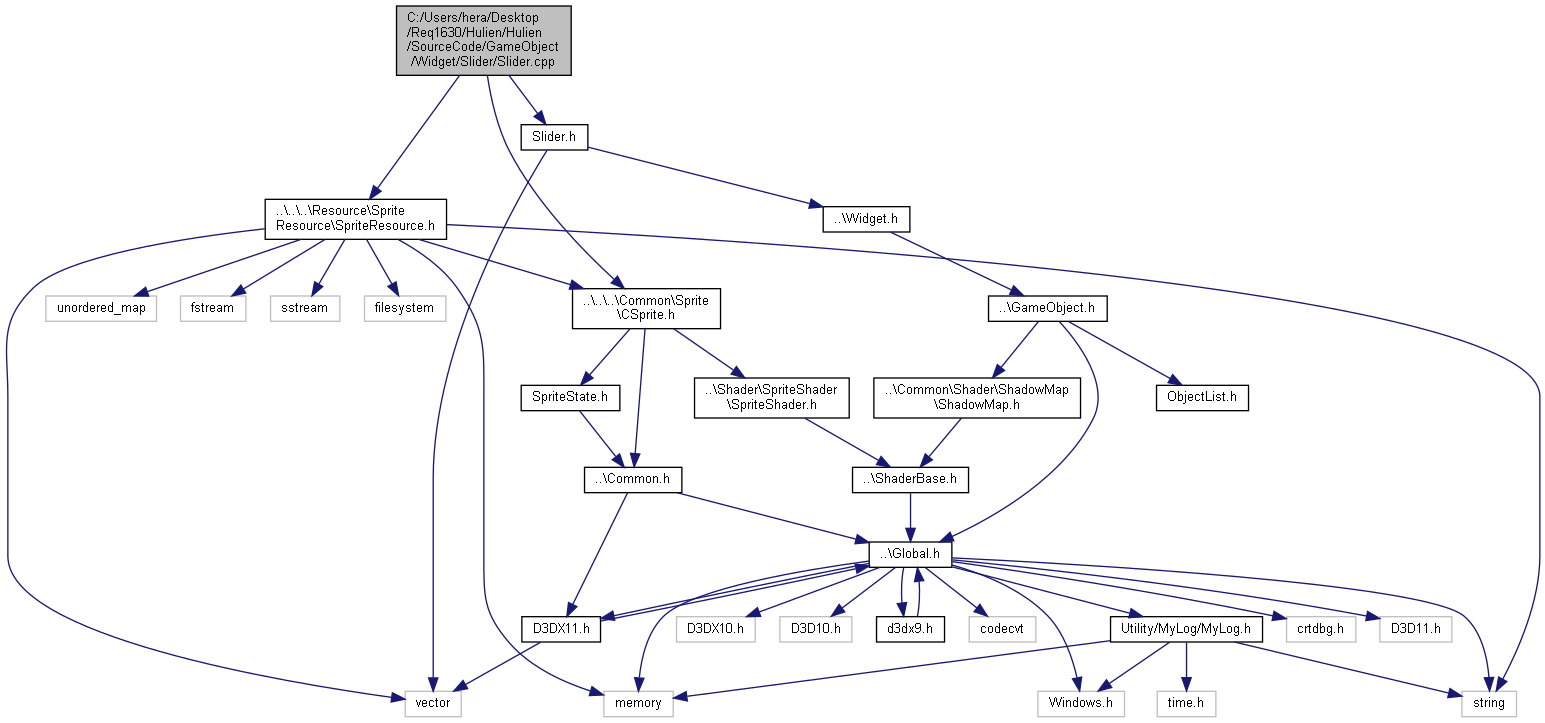 C:/Users/hera/Desktop
/Req1630/Hulien/Hulien
/SourceCode/GameObject
/Widget/Slider/Slider.cpp
Slider.h
..\..\..\Resource\Sprite
Resource\SpriteResource.h
..\Widget.h
unordered_map
fstream
sstream
filesystem
..\..\..\Common\Sprite
\CSprite.h
..\GameObject.h
SpriteState.h
..\Shader\SpriteShader
\SpriteShader.h
..\Common\Shader\ShadowMap
\ShadowMap.h
ObjectList.h
..\Common.h
..\ShaderBase.h
..\Global.h
D3DX11.h
D3DX10.h
D3D10.h
d3dx9.h
codecvt
Utility/MyLog/MyLog.h
crtdbg.h
D3D11.h
vector
memory
Windows.h
time.h
string